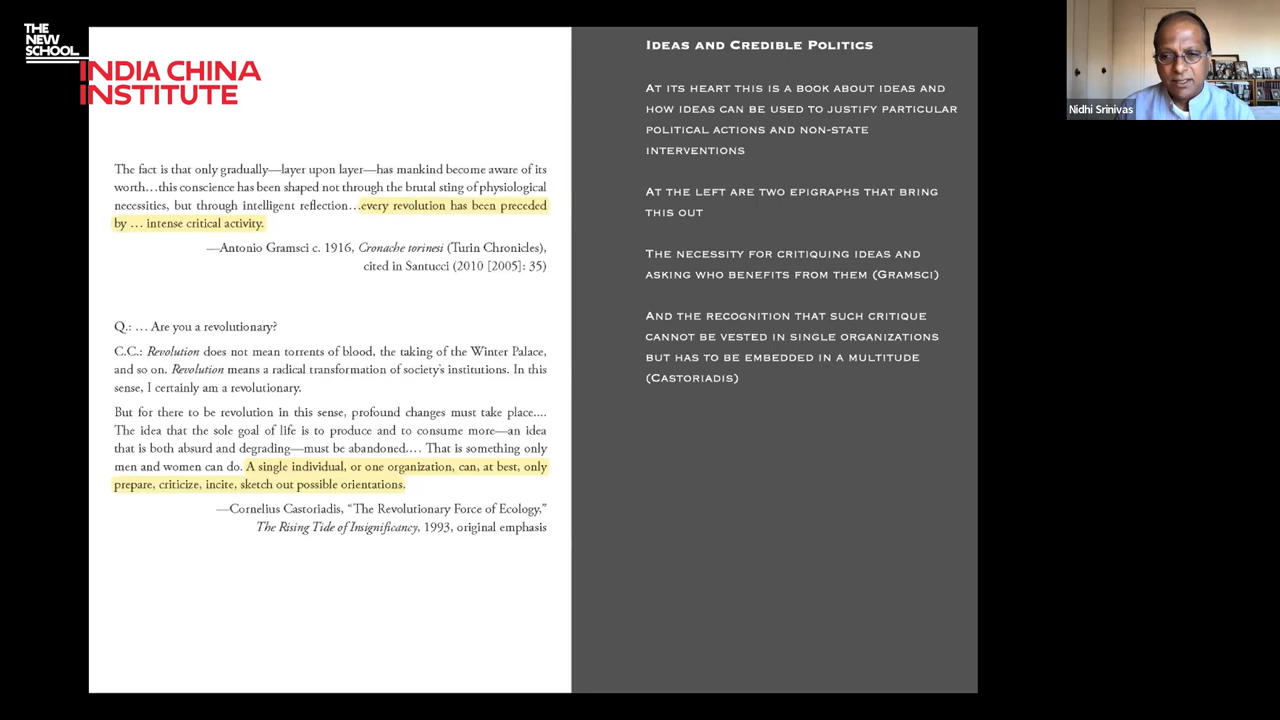 THE
NEW
SCHOOL
INDIA CHINA
INSTITUTE
The fact is that only gradually—layer upon layer—has mankind become aware of its
worth…this conscience has been shaped not through the brutal sting of physiological
necessities, but through intelligent reflection…every revolution has been preceded
by … intense critical activity.
—Antonio Gramsci c. 1916, Cronache torinesi (Turin Chronicles),
cited in Santucci (2010 [2005]: 35)
Q.: … Are you a revolutionary?
C.C.: Revolution does not mean torrents of blood, the taking of the Winter Palace,
and so on. Revolution means a radical transformation of society's institutions. In this
sense, I certainly am a revolutionary.
But for there to be revolution in this sense, profound changes must take place....
The idea that the sole goal of life is to produce and to consume more—an idea
that is both absurd and degrading—must be abandoned.… That is something only
men and women can do. A single individual, or one organization, can, at best, only
prepare, criticize, incite, sketch out possible orientations.
—Cornelius Castoriadis, “The Revolutionary Force of Ecology,”
The Rising Tide of Insignificancy, 1993, original emphasis
IDEAS AND CREDIBLE POLITICS
AT ITS HEART THIS IS A BOOK ABOUT IDEAS AND
HOW IDEAS CAN BE USED TO JUSTIFY PARTICULAR
POLITICAL ACTIONS AND NON-STATE
INTERVENTIONS
AT THE LEFT ARE TWO EPIGRAPHS THAT BRING
THIS OUT
THE NECESSITY FOR CRITIQUING IDEAS AND
ASKING WHO BENEFITS FROM THEM (GRAMSCI)
AND THE RECOGNITION THAT SUCH CRITIQUE
CANNOT BE VESTED IN SINGLE ORGANIZATIONS
BUT HAS TO BE EMBEDDED IN A MULTITUDE
(CASTORIADIS)
Nidhi Srinivas